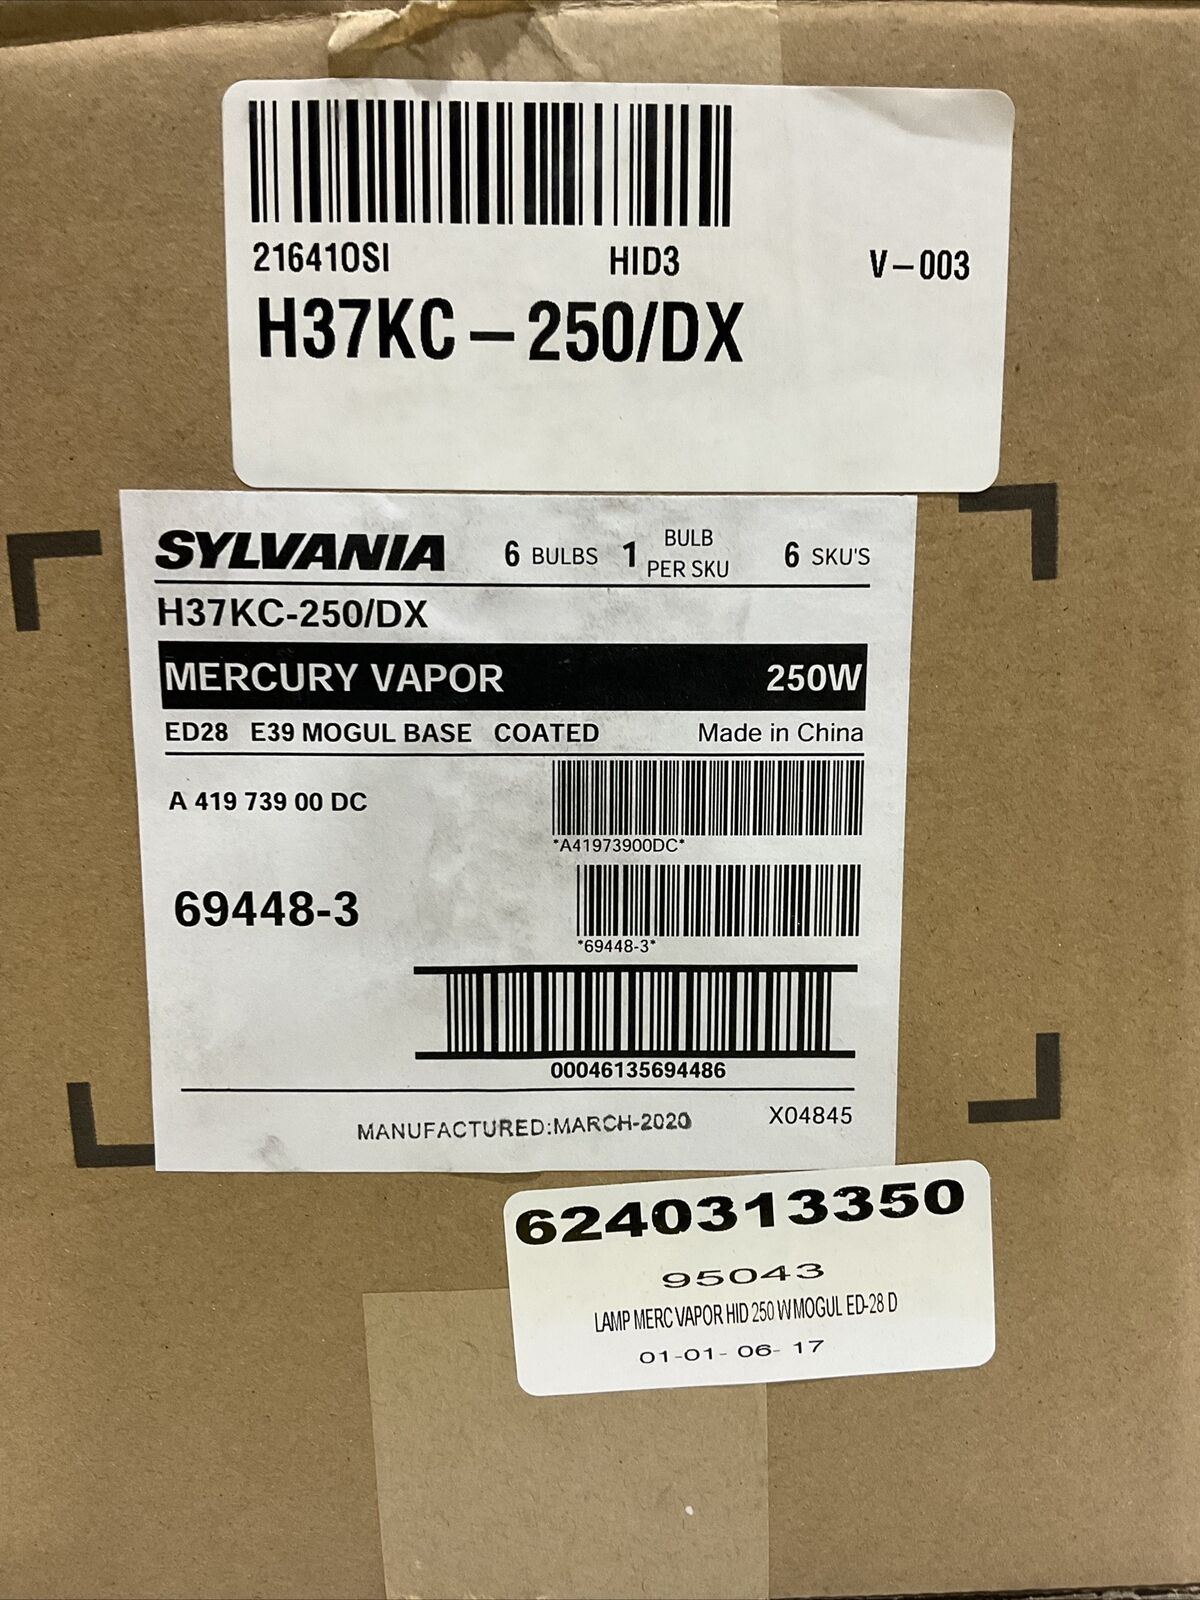 216410SI HID3 V-003
H37KC-250/DX
SYLVANIA 6 BULBS 1 BULB PER SKU 6 SKU'S
H37KC-250/DX
MERCURY VAPOR 250W
ED28 E39 MOGUL BASE COATED Made in China
A 419 739 00 DC
*A41973900DC*
69448-3
*69448-3*
00046135694486
MANUFACTURED:MARCH-2020 X04845
6240313350
95043
LAMP MERC VAPOR HID 250 W MOGUL ED-28 D
01-01- 06- 17